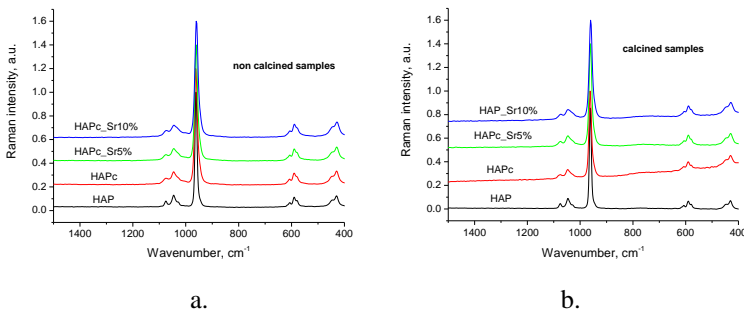 non calcined samples
Raman intensity, a.u.
1.6
1.4
1.2
1.0
0.8
0.6
0.4
0.2
0.0
HAPc_Sr10%
HAPc_Sr5%
HAPc
HAP
1400 1200 1000 800 600 400
Wavenumber, cm-1
a.
calcined samples
Raman intensity, a.u.
1.6
1.4
1.2
1.0
0.8
0.6
0.4
0.2
0.0
HAP_Sr10%
HAPc_Sr5%
HAPc
HAP
1400 1200 1000 800 600 400
Wavenumber, cm-1
b.